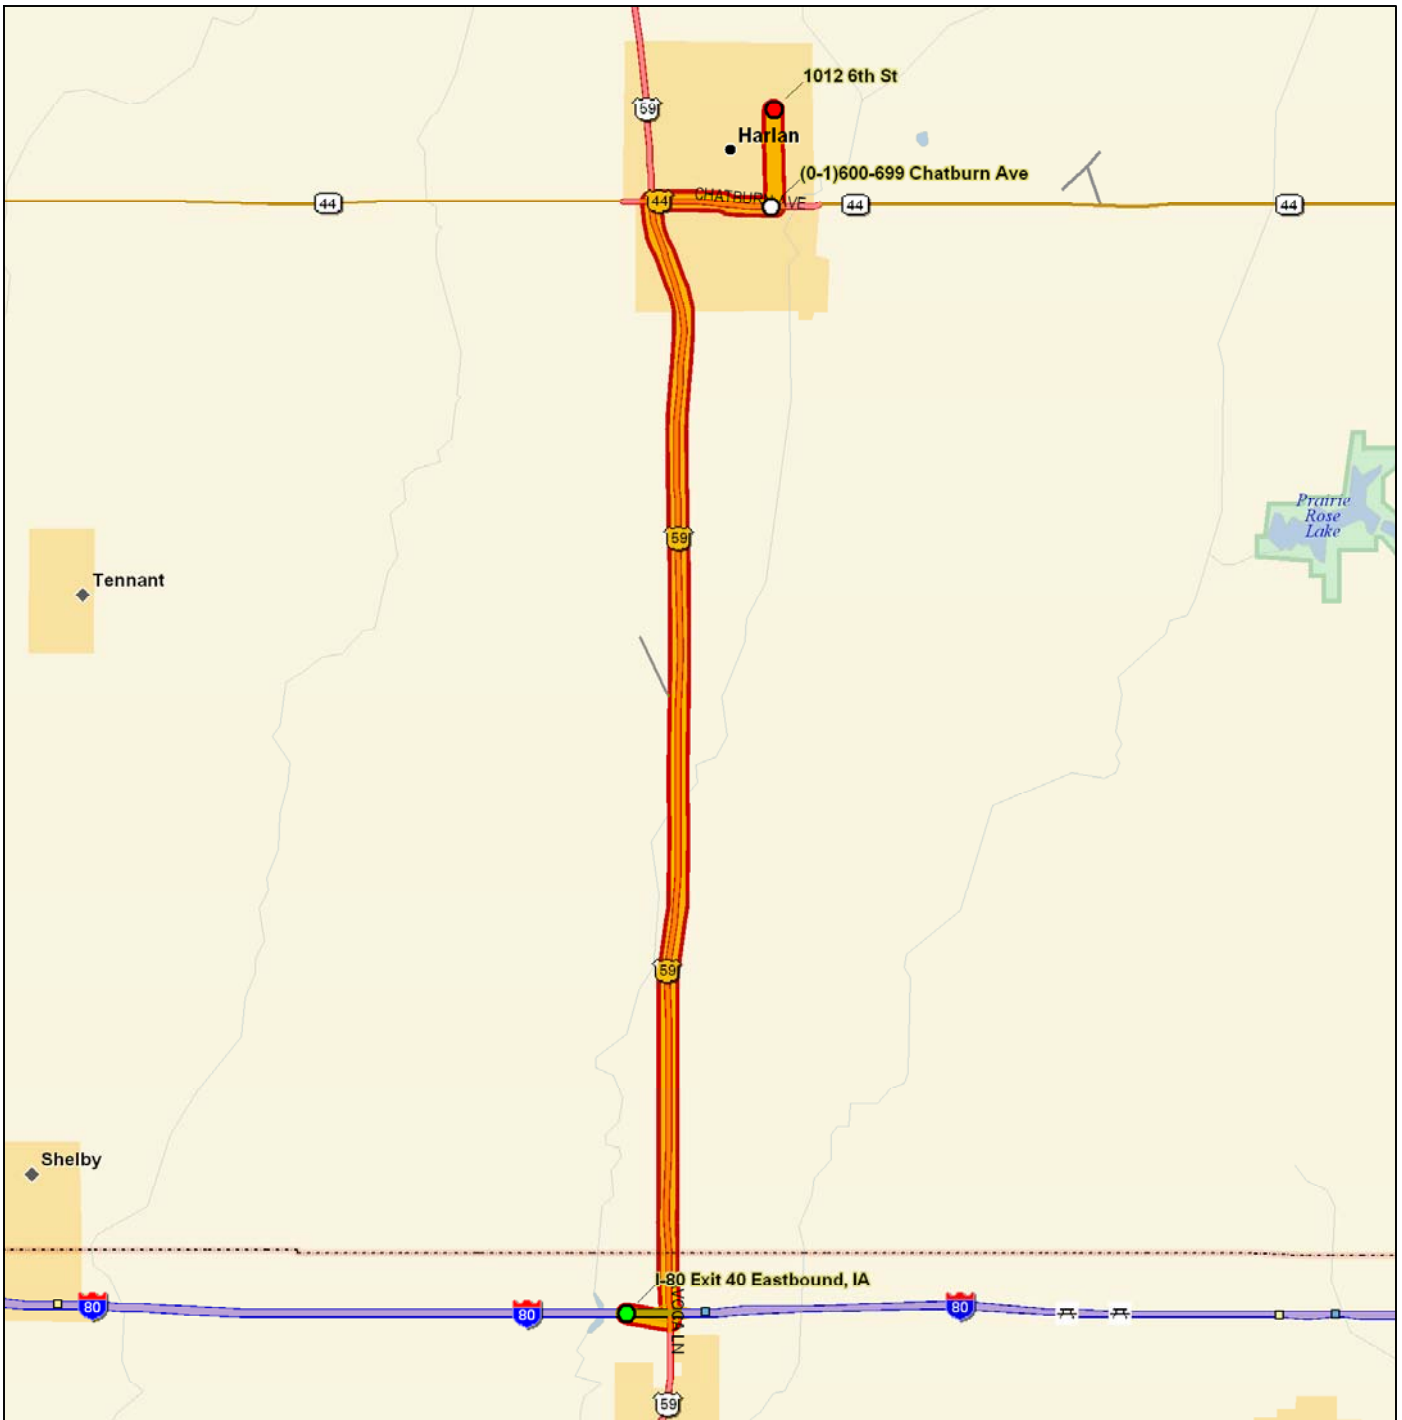 1012 6th St
59
Harlan
(0-1)600-699 Chatburn Ave
44
44
CHATBURN AVE
44
44
Prairie
Rose
Lake
59
Tennant
59
Shelby
I-80 Exit 40 Eastbound, IA
80
80
80
59